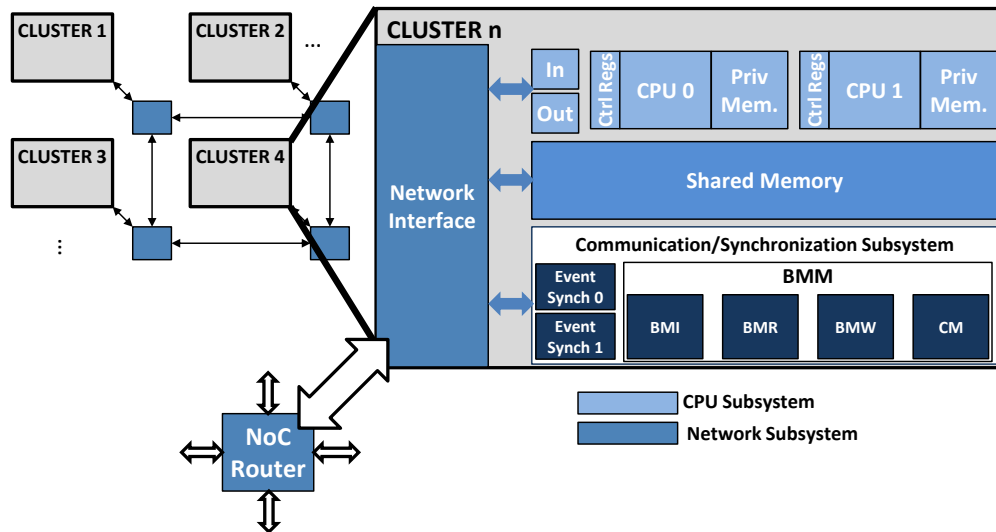 CLUSTER 1
CLUSTER 2
...
CLUSTER 3
CLUSTER 4
...
CLUSTER n
Network
Interface
In
Out
Ctrl Regs
CPU 0
Priv
Mem.
Ctrl Regs
CPU 1
Priv
Mem.
Shared Memory
Communication/Synchronization Subsystem
Event
Synch 0
Event
Synch 1
BMM
BMI
BMR
BMW
CM
NoC
Router
CPU Subsystem
Network Subsystem